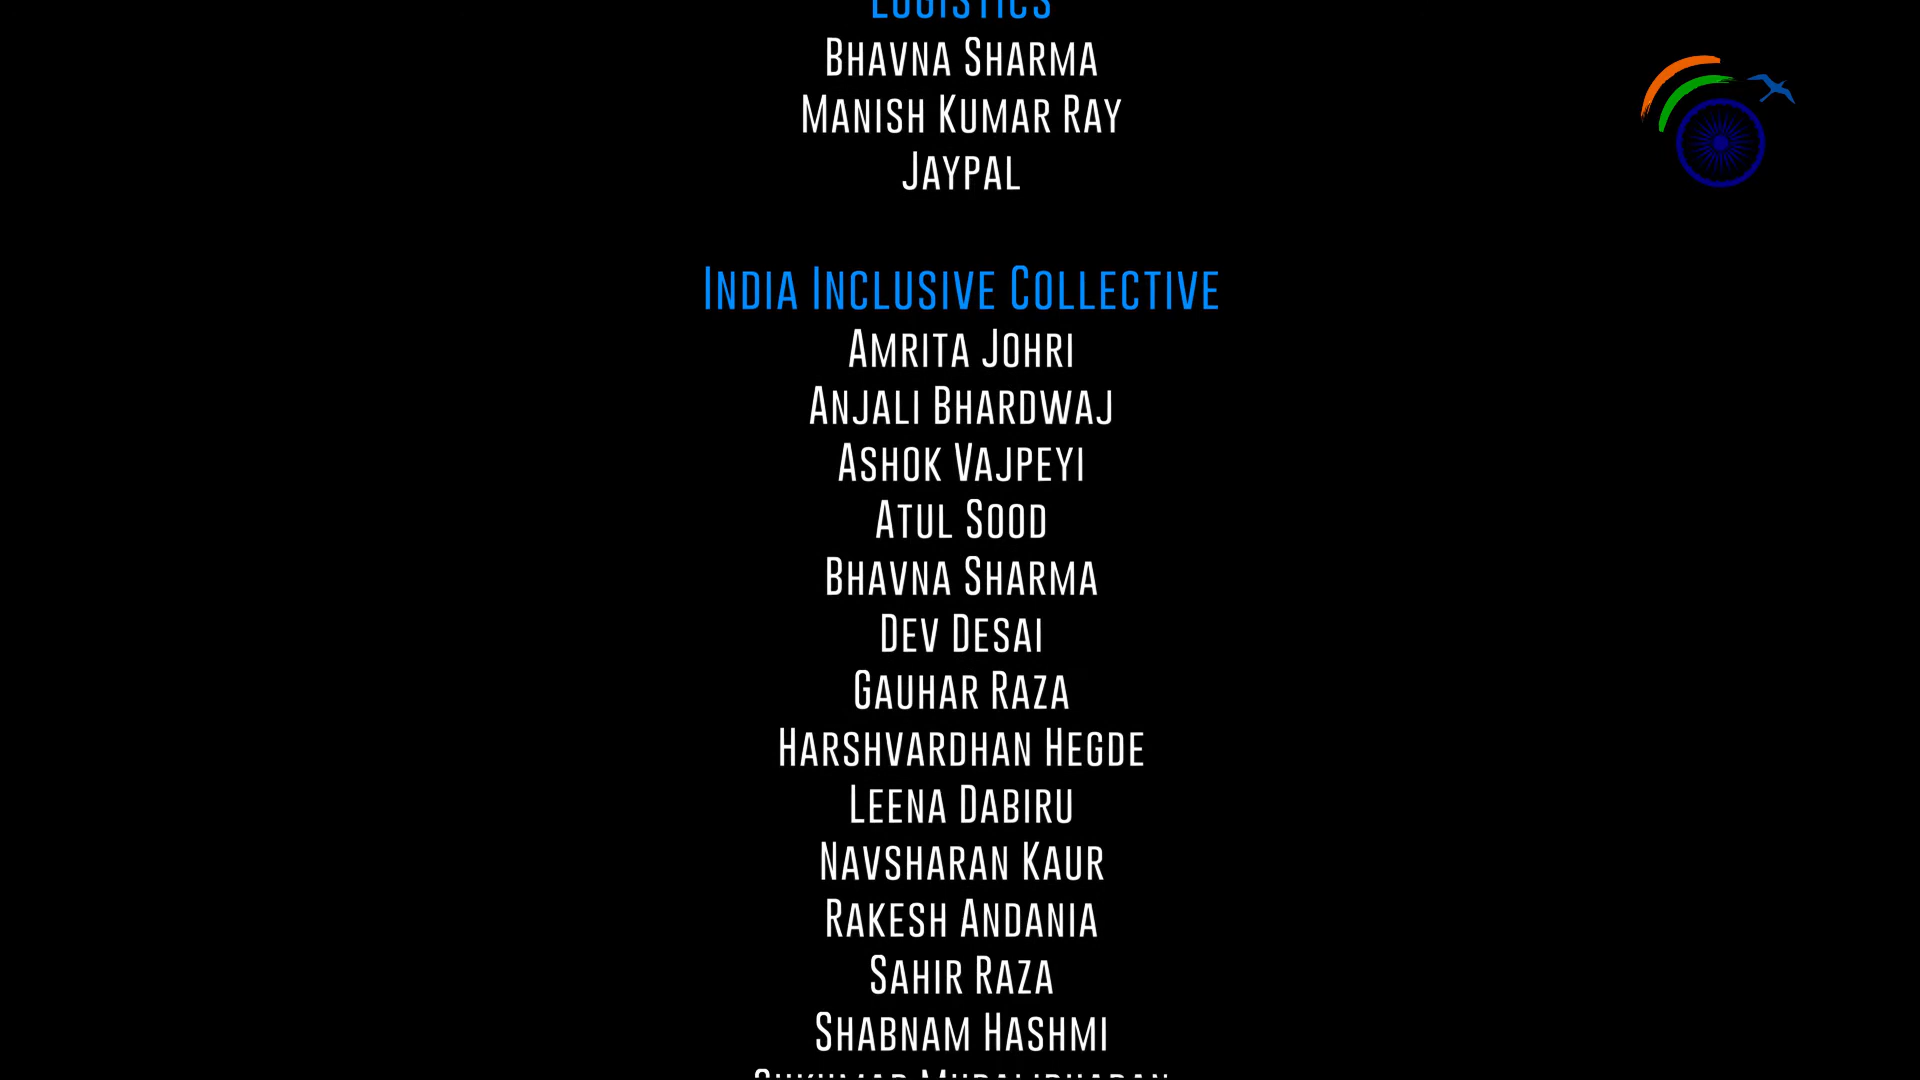 LOGISTICS
BHAVNA SHARMA
MANISH KUMAR RAY
JAYPAL
INDIA INCLUSIVE COLLECTIVE
AMRITA JOHRI
ANJALI BHARDWAJ
ASHOK VAJPEYI
ATUL SOOD
BHAVNA SHARMA
DEV DESAI
GAUHAR RAZA
HARSHVARDHAN HEGDE
LEENA DABIRU
NAVSHARAN KAUR
RAKESH ANDANIA
SAHIR RAZA
SHABNAM HASHMI